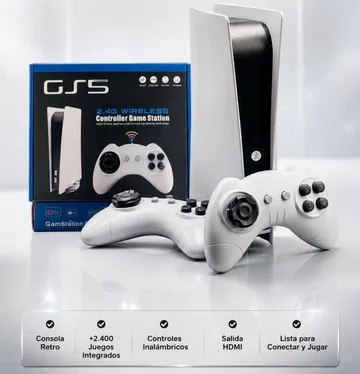 GS5
2.4G WIRELESS
Controller Game Station
GamStation
Consola
Retro
+2.400
Juegos
Integrados
Controles
Inalámbricos
Salida
HDMI
Lista para
Conectar y Jugar